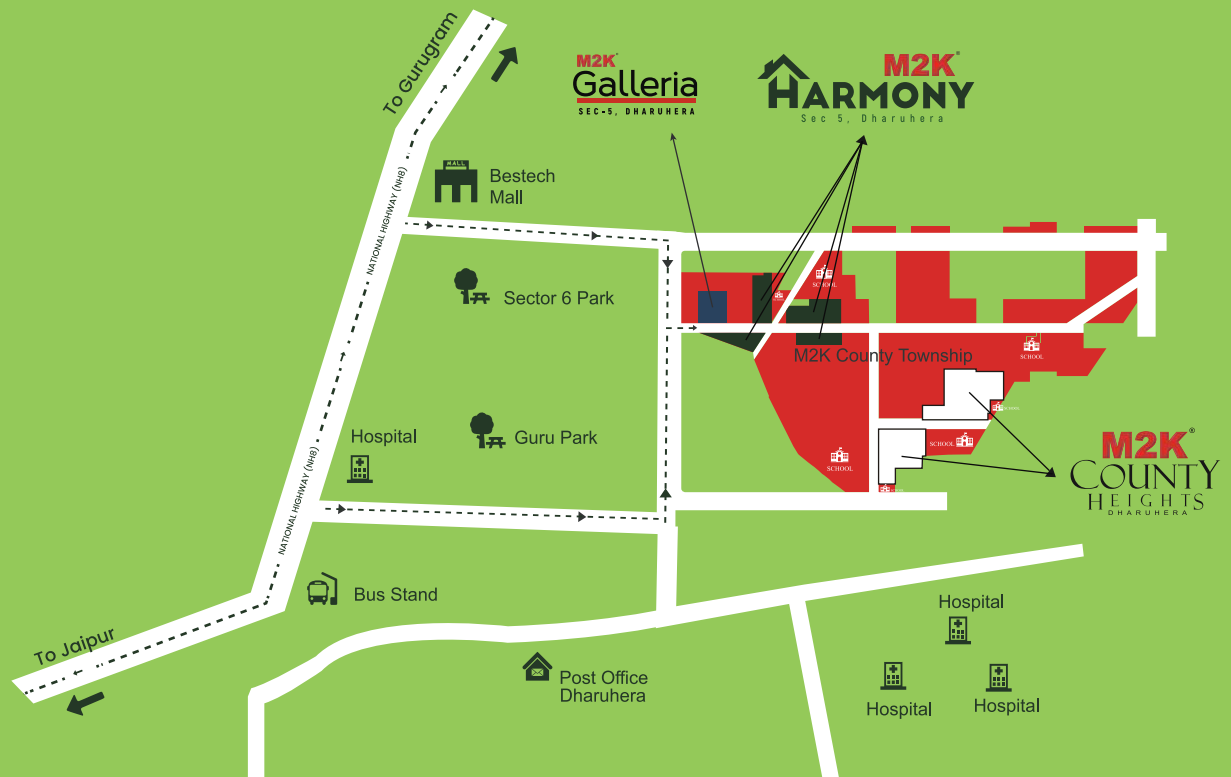 To Gurugram
M2K
Galleria
SEC-5, DHARUHERA
M2K®
HARMONY
Sec 5, Dharuhera
MALL
Bestech
Mall
NATIONAL HIGHWAY (NH8)
SCHOOL
Sector 6 Park
M2K County Township
SCHOOL
Guru Park
Hospital
SCHOOL
SCHOOL
M2K®
COUNTY
HEIGHTS
DHARUHERA
NATIONAL HIGHWAY (NH8)
Bus Stand
Hospital
To Jaipur
Post Office
Dharuhera
Hospital
Hospital